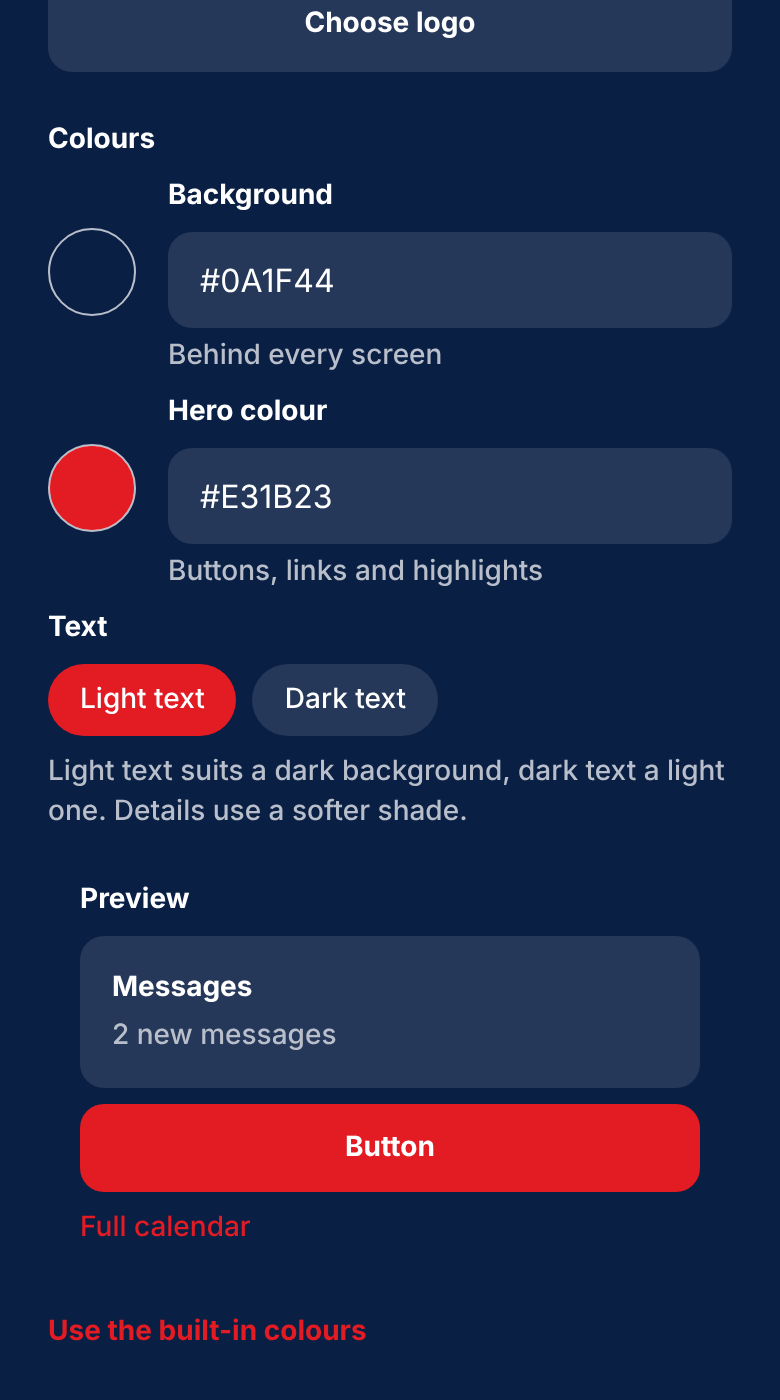 Choose logo
Colours
Background
#0A1F44
Behind every screen
Hero colour
#E31B23
Buttons, links and highlights
Text
Light text
Dark text
Light text suits a dark background, dark text a light
one. Details use a softer shade.
Preview
Messages
2 new messages
Button
Full calendar
Use the built-in colours